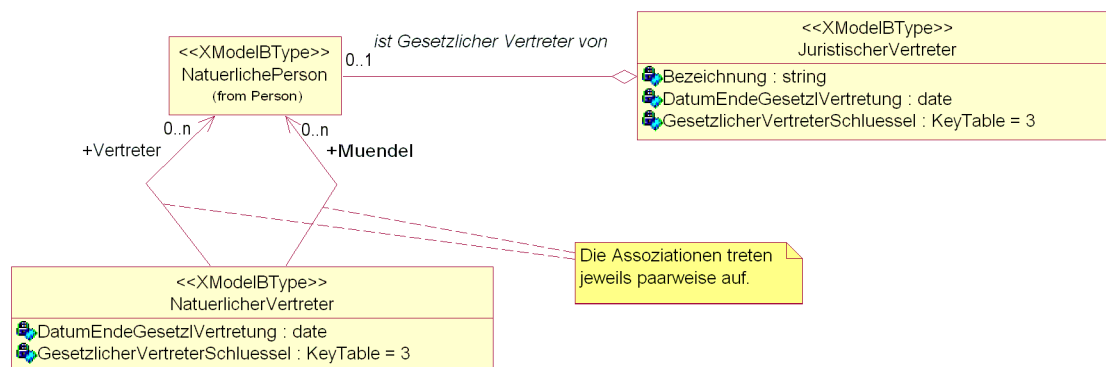 <<XModelBType>>
NatuerlichePerson
(from Person)
ist Gesetzlicher Vertreter von
0..1
<<XModelBType>>
JuristischerVertreter
Bezeichnung : string
DatumEndeGesetzlVertretung : date
GesetzlicherVertreterSchluessel : KeyTable = 3
0..n
0..n
+Vertreter
+Muendel
Die Assoziationen treten
jeweils paarweise auf.
<<XModelBType>>
NatuerlicherVertreter
DatumEndeGesetzlVertretung : date
GesetzlicherVertreterSchluessel : KeyTable = 3